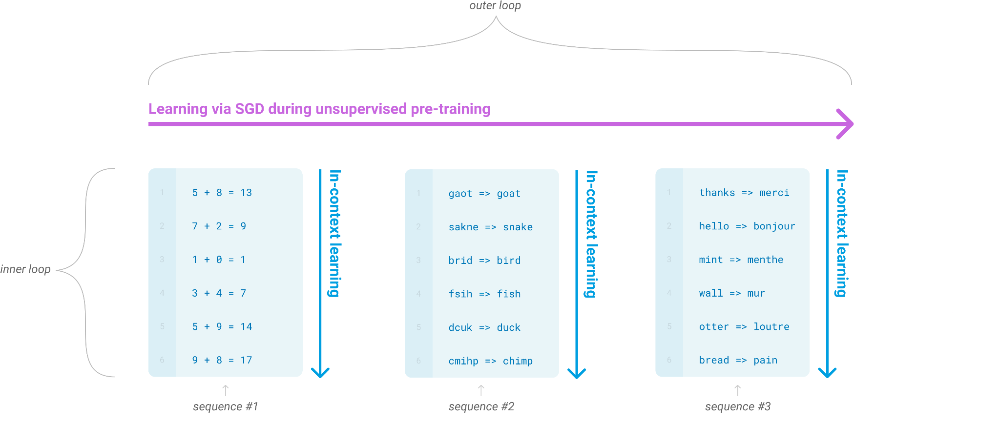 outer loop
Learning via SGD during unsupervised pre-training
inner loop
1 5 + 8 = 13
2 7 + 2 = 9
3 1 + 0 = 1
4 3 + 4 = 7
5 5 + 9 = 14
6 9 + 8 = 17
In-context learning
sequence #1
1 gaot => goat
2 sakne => snake
3 brid => bird
4 fsih => fish
5 dcuk => duck
6 cmihp => chimp
In-context learning
sequence #2
1 thanks => merci
2 hello => bonjour
3 mint => menthe
4 wall => mur
5 otter => loutre
6 bread => pain
In-context learning
sequence #3